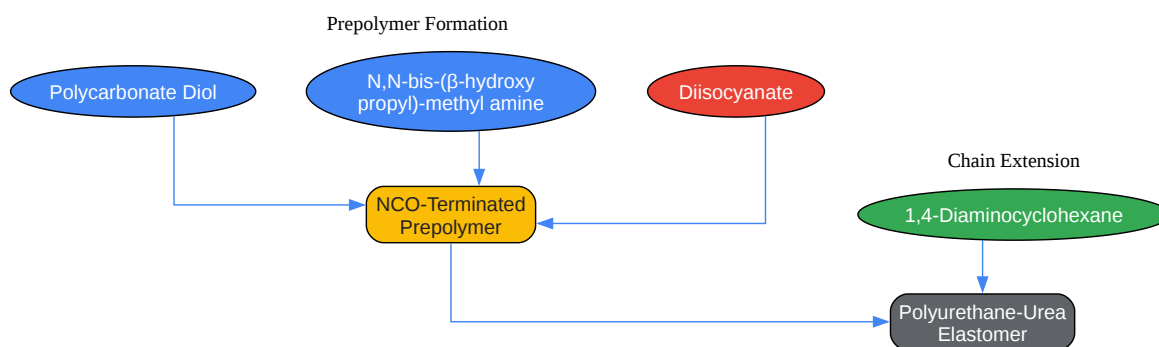 Prepolymer Formation
Polycarbonate Diol
N,N-bis-(β-hydroxy
propyl)-methyl amine
Diisocyanate
Chain Extension
NCO-Terminated
Prepolymer
1,4-Diaminocyclohexane
Polyurethane-Urea
Elastomer